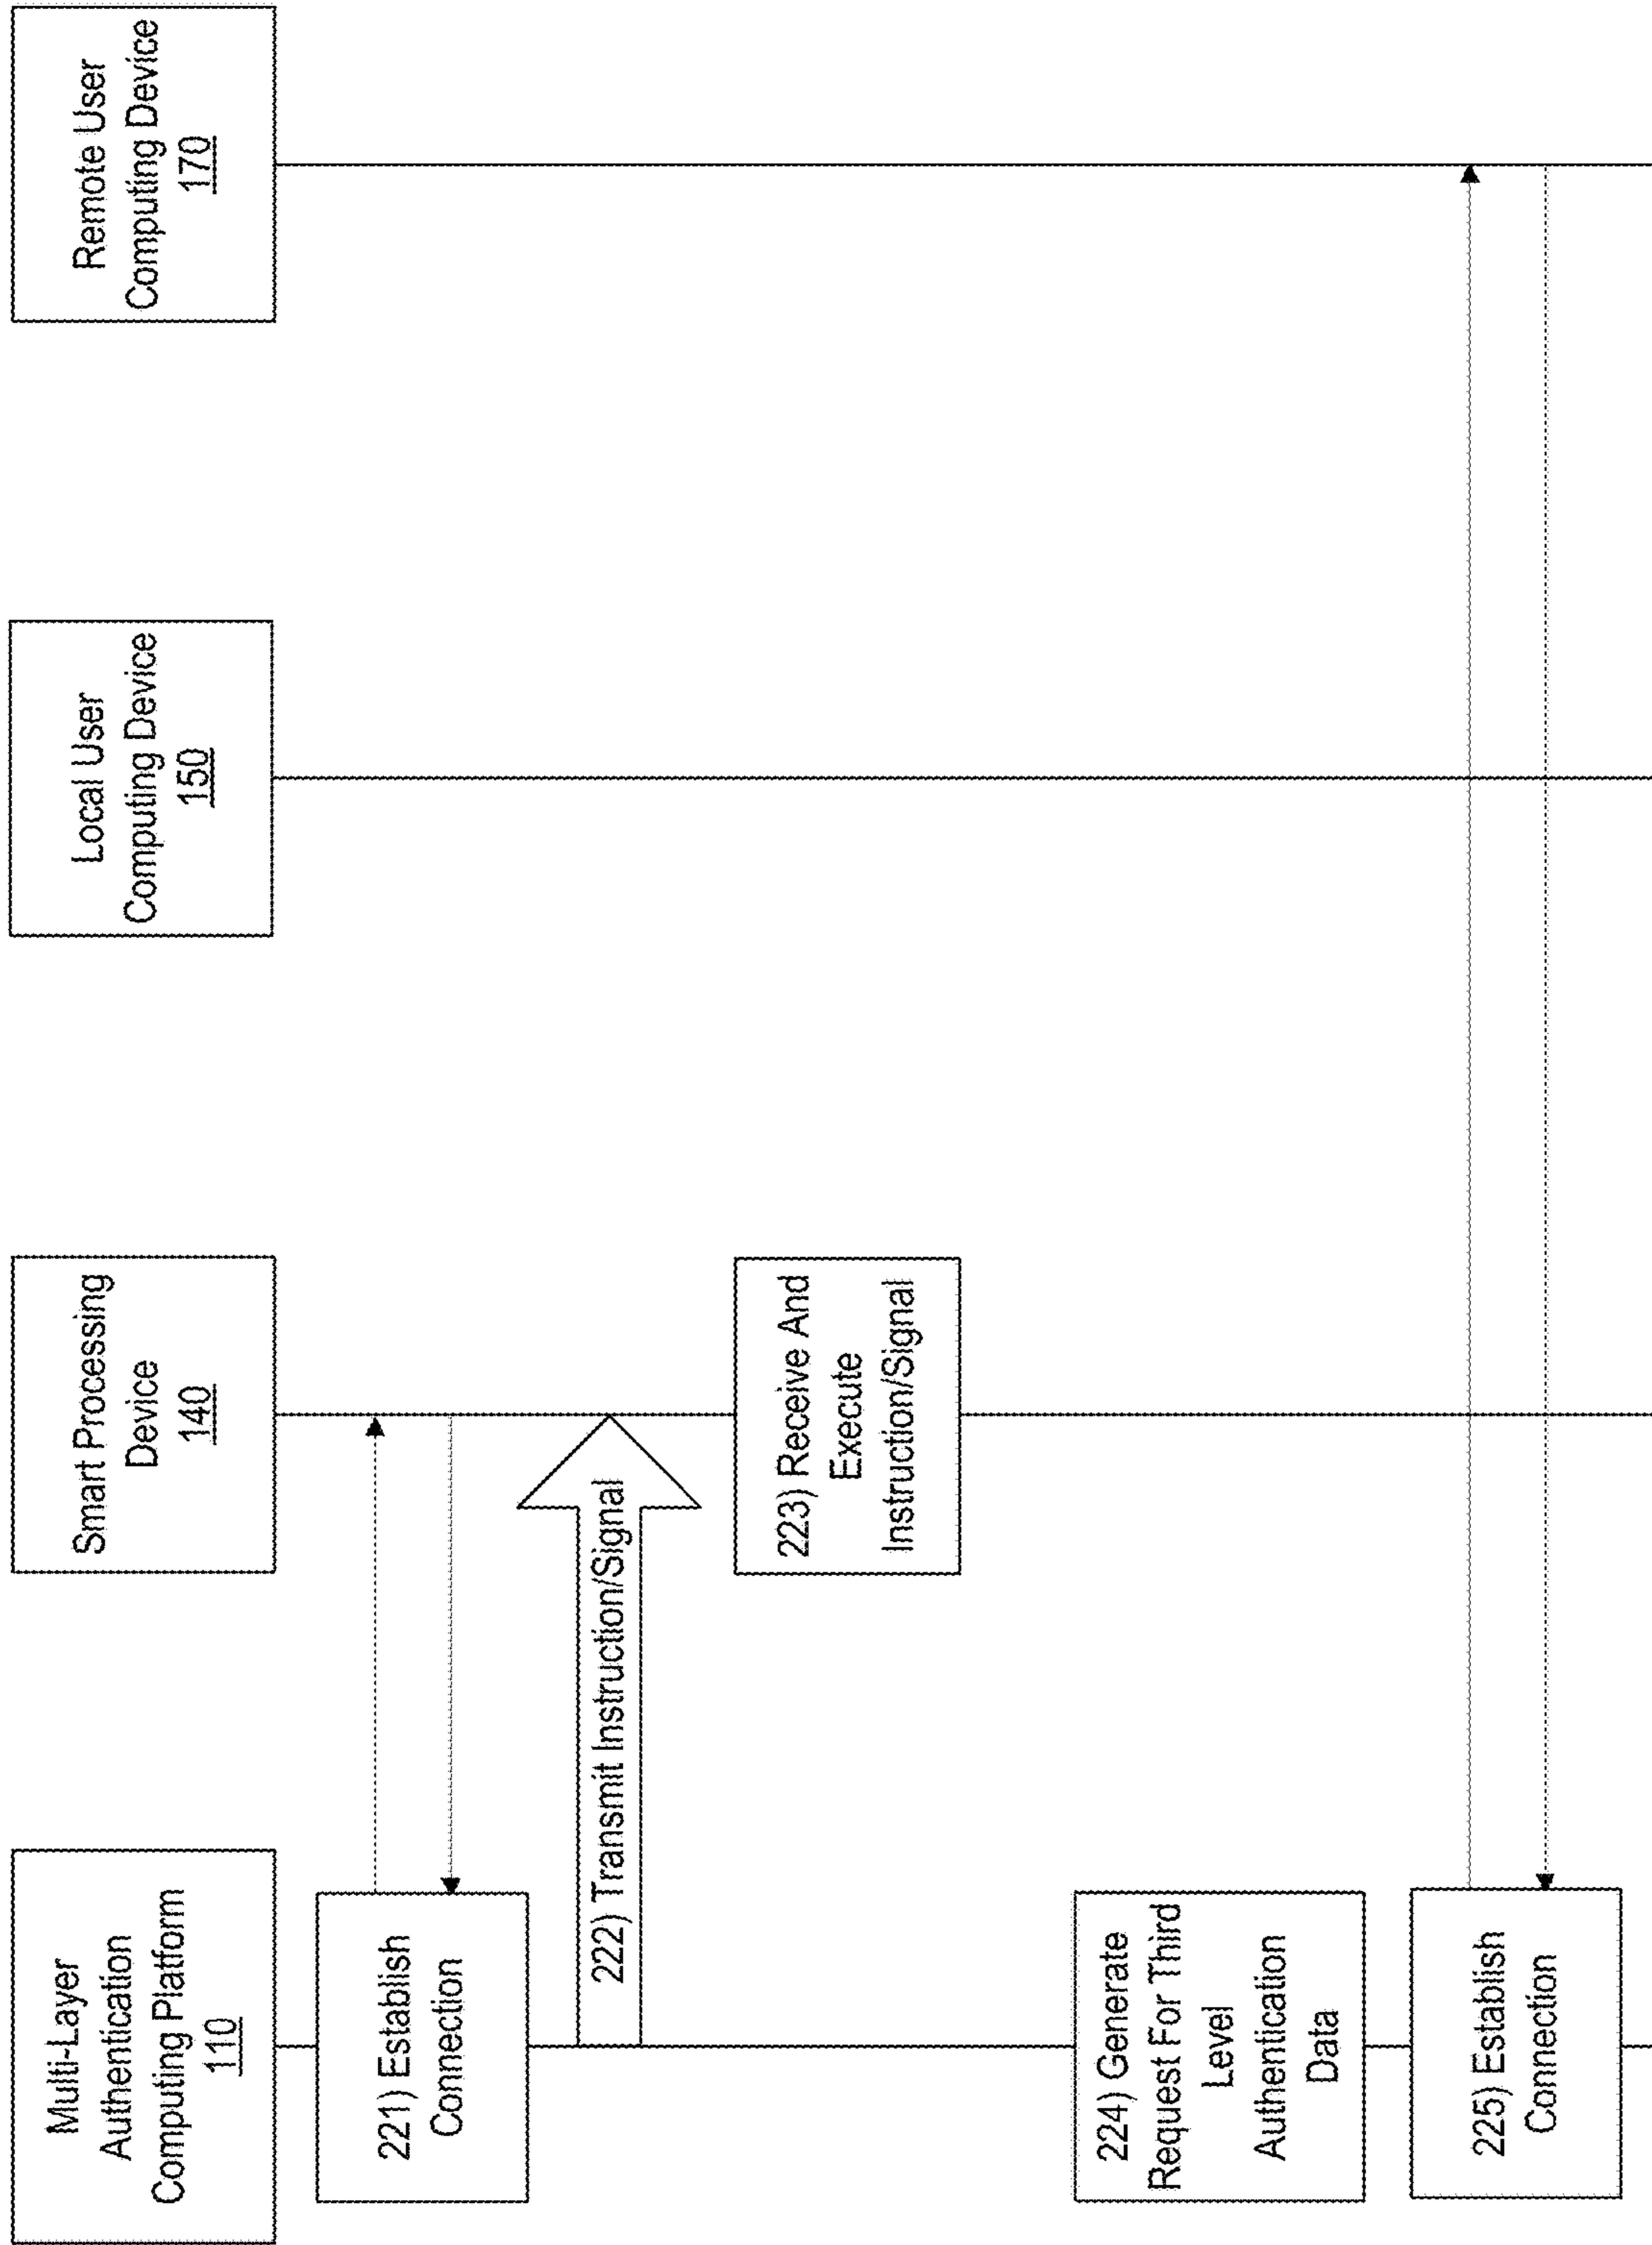 Multi-Layer
Authentication
Computing Platform
110
Smart Processing
Device
140
Local User
Computing Device
150
Remote User
Computing Device
170
221) Establish
Connection
222) Transmit Instruction/Signal
223) Receive And
Execute
Instruction/Signal
224) Generate
Request For Third
Level
Authentication
Data
225) Establish
Connection